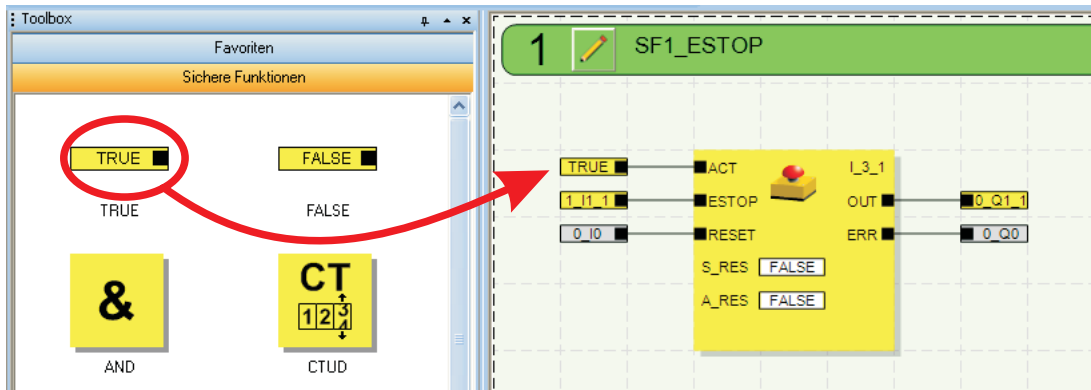 Toolbox
Favoriten
Sichere Funktionen
TRUE
FALSE
TRUE
FALSE
&
CT
1 2 3
4
AND
CTUD
1
SF1_ESTOP
TRUE
ACT
I_3_1
1_I1_1
ESTOP
OUT
0_Q1_1
0_I0
RESET
ERR
0_Q0
S_RES
FALSE
A_RES
FALSE